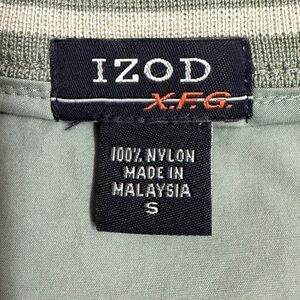 IZOD
X.F.G.
100% NYLON
MADE IN
MALAYSIA
S